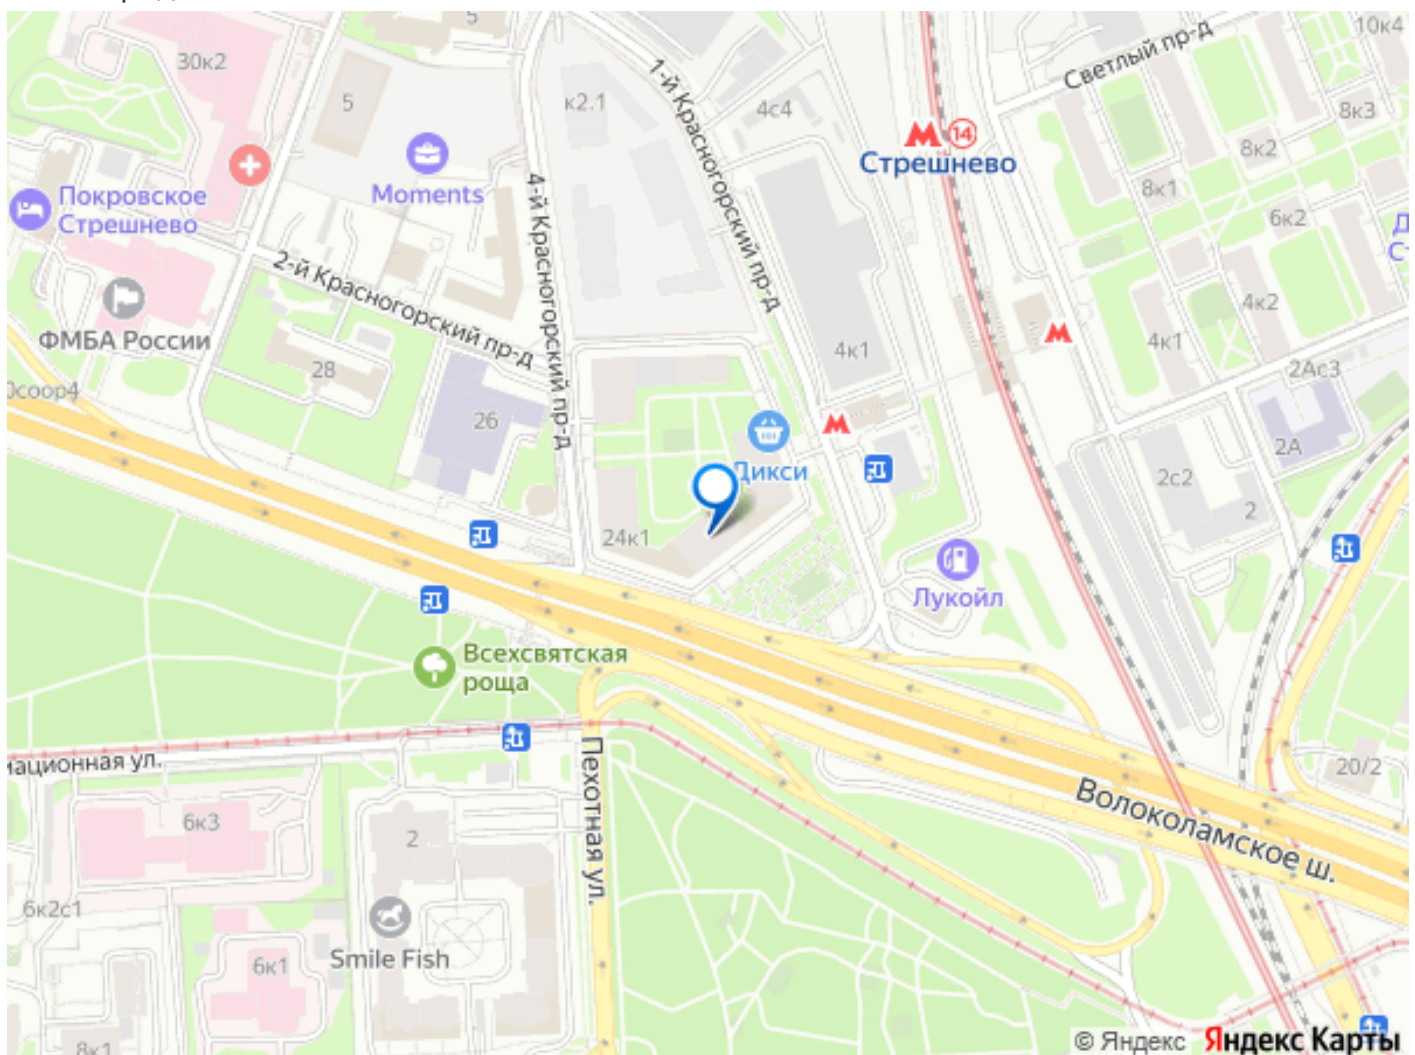 5
10к4
Светлый пр-д
30к2
5
к2.1
1-й Красногорский пр-д
4с4
8к3
14
Стрешнево
8к2
Moments
4-й Красногорский пр-д
8к1
Покровское
Стрешнево
6к2
2-й Красногорский пр-д
4к2
ФМБА России
4к1
4к1
28
2Ас3
26
Дикси
2А
2с2
2
24к1
Лукойл
Всехсвятская
роща
Пехотная ул.
20/2
Волоколамское ш.
6к3
2
6к2с1
Smile Fish
6к1
8к1
© Яндекс Яндекс Карты